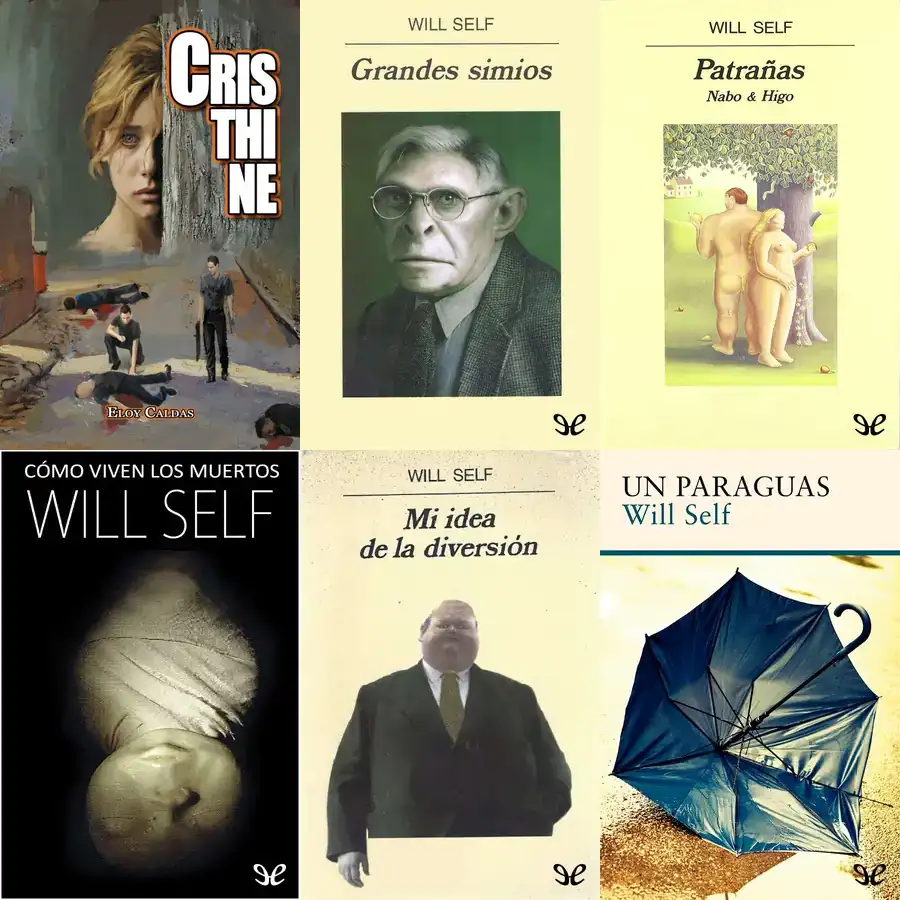 CRIS
THI
NE
ELOY CALDAS
WILL SELF
Grandes simios
WILL SELF
Patrañas
Nabo & Higo
CÓMO VIVEN LOS MUERTOS
WILL SELF
WILL SELF
Mi idea
de la diversión
UN PARAGUAS
Will Self